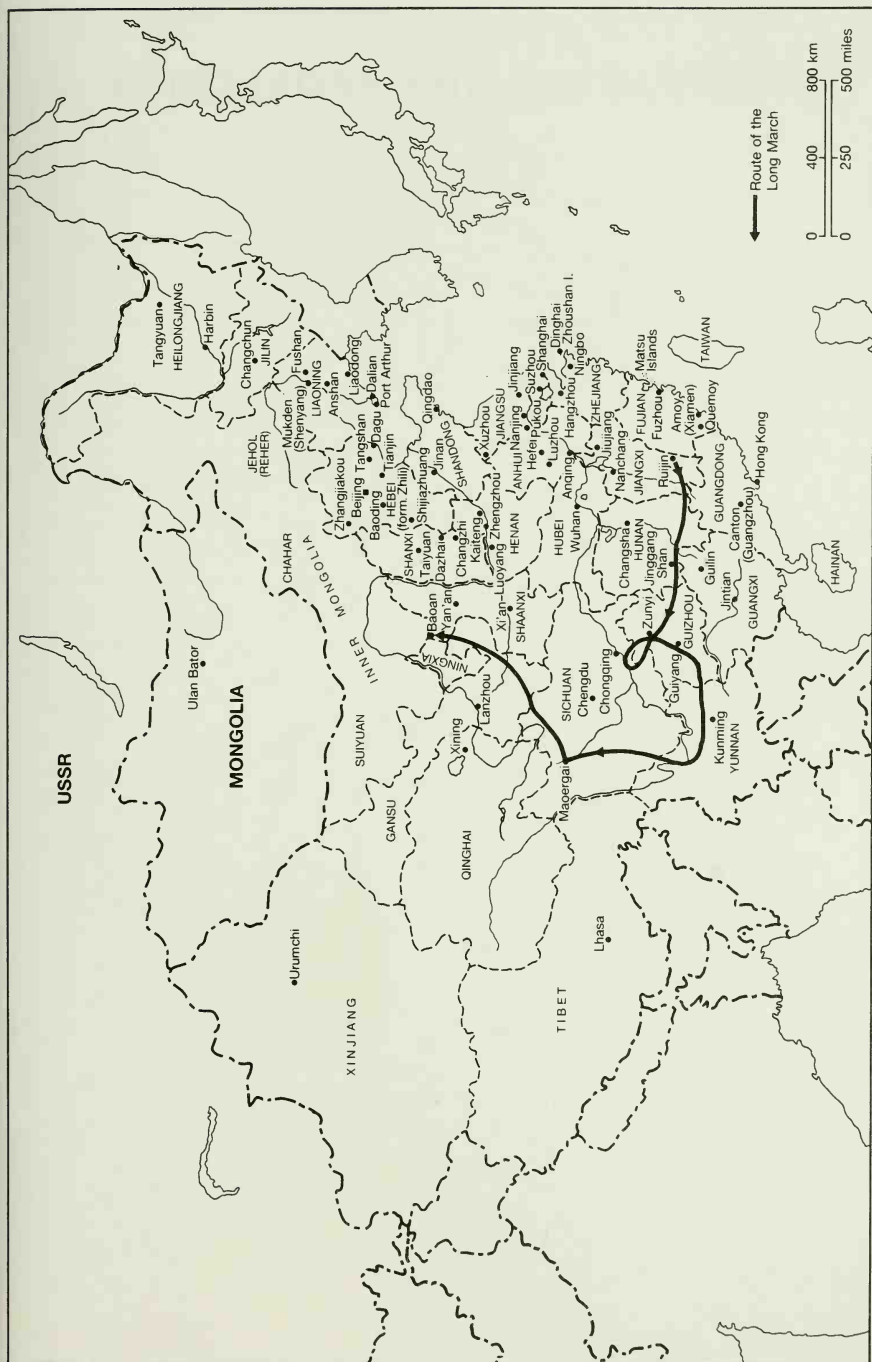 USSR
MONGOLIA
Ulan Bator
INNER MONGOLIA
CHAHAR
SUIYUAN
JEHOL
(REHER)
Tangyuan
HEILONGJIANG
Harbin
Changchun
JILIN
Mukden
(Shenyang)
Fushan
LIAONING
Anshan
Liaodong
Dalian
Port Arthur
Zhangjiakou
Beijing
Tangshan
Dagu
Baoding
Tianjin
HEBEI
(form. Zhili)
Shijiazhuang
SHANXI
Taiyuan
Dazhai
Changzhi
Jinan
SHANDONG
Qingdao
Kaiteng
Zhengzhou
Luoyang
HENAN
Xuzhou
JIANGSU
Baoan
Yan'an
NINGXIA
Xi'an
SHAANXI
Lanzhou
Xining
GANSU
QINGHAI
XINJIANG
Urumchi
TIBET
Lhasa
Maoergai
SICHUAN
Chengdu
Chongqing
HUBEI
Wuhan
ANHUI
Nanjing
Jinjiang
Hefei
Pukou
Suzhou
Shanghai
Luzhou
Dinghai
Zhoushan I.
Hangzhou
Ningbo
Anqing
ZHEJIANG
Jiujiang
Nanchang
JIANGXI
Changsha
HUNAN
Jinggang
Shan
Zunyi
Guiyang
GUIZHOU
Ruijin
FUJIAN
Matsu
Islands
Fuzhou
Amoy
(Xiamen)
(Quemoy
TAIWAN
Kunming
YUNNAN
Guilin
Jintian
GUANGXI
GUANGDONG
Canton
(Guangzhou)
Hong Kong
HAINAN
Route of the
Long March
0 400 800 km
0 250 500 miles